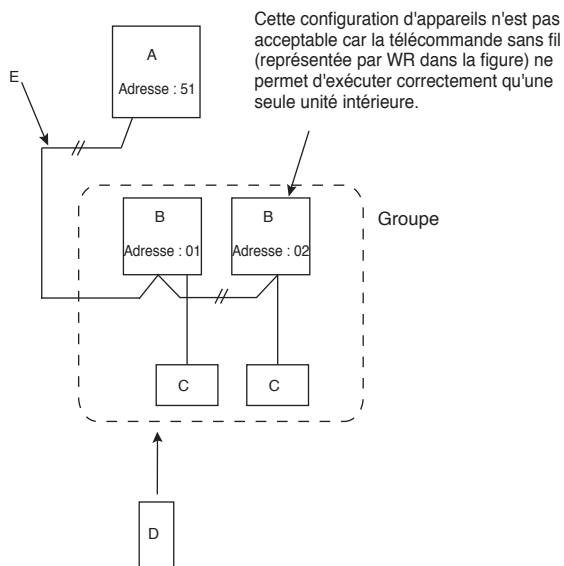 Cette configuration d'appareils n'est pas
acceptable car la télécommande sans fil
(représentée par WR dans la figure) ne
permet d'exécuter correctement qu'une
seule unité intérieure.
A
Adresse : 51
E
Groupe
B
Adresse : 01
B
Adresse : 02
C
C
D